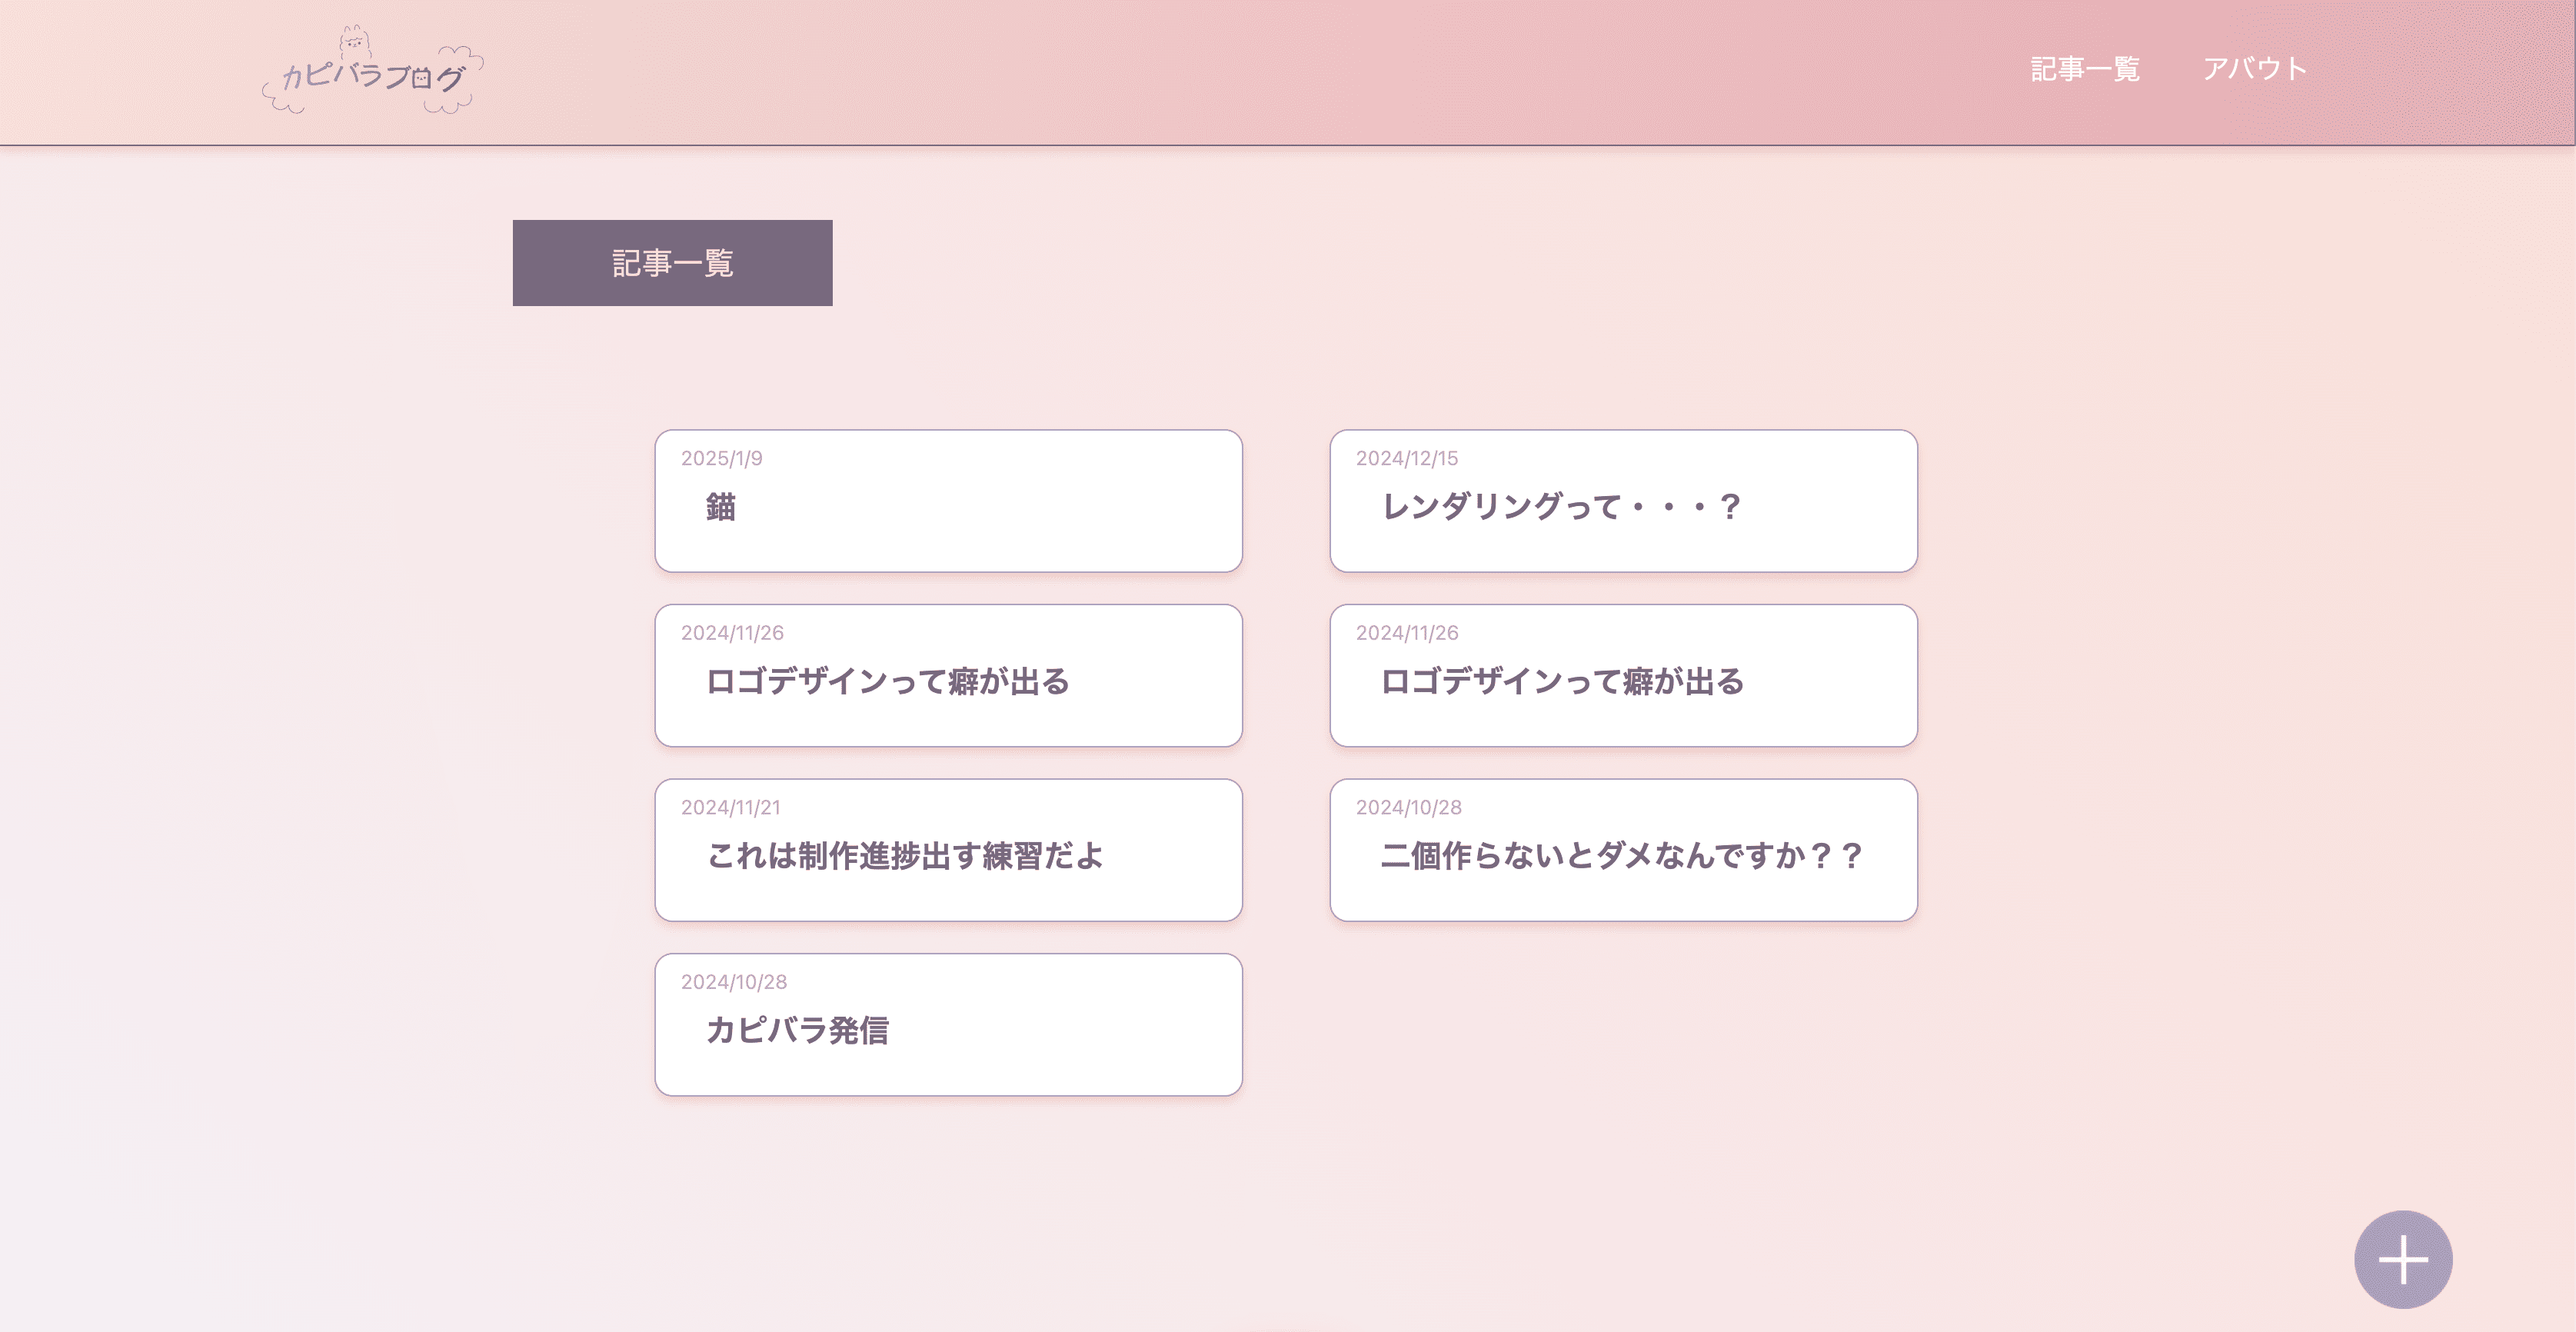 カピバラブログ
記事一覧
アバウト
記事一覧
2025/1/9
錨
2024/12/15
レンダリングって・・・？
2024/11/26
ロゴデザインって癖が出る
2024/11/26
ロゴデザインって癖が出る
2024/11/21
これは制作進捗出す練習だよ
2024/10/28
二個作らないとダメなんですか？？
2024/10/28
カピバラ発信